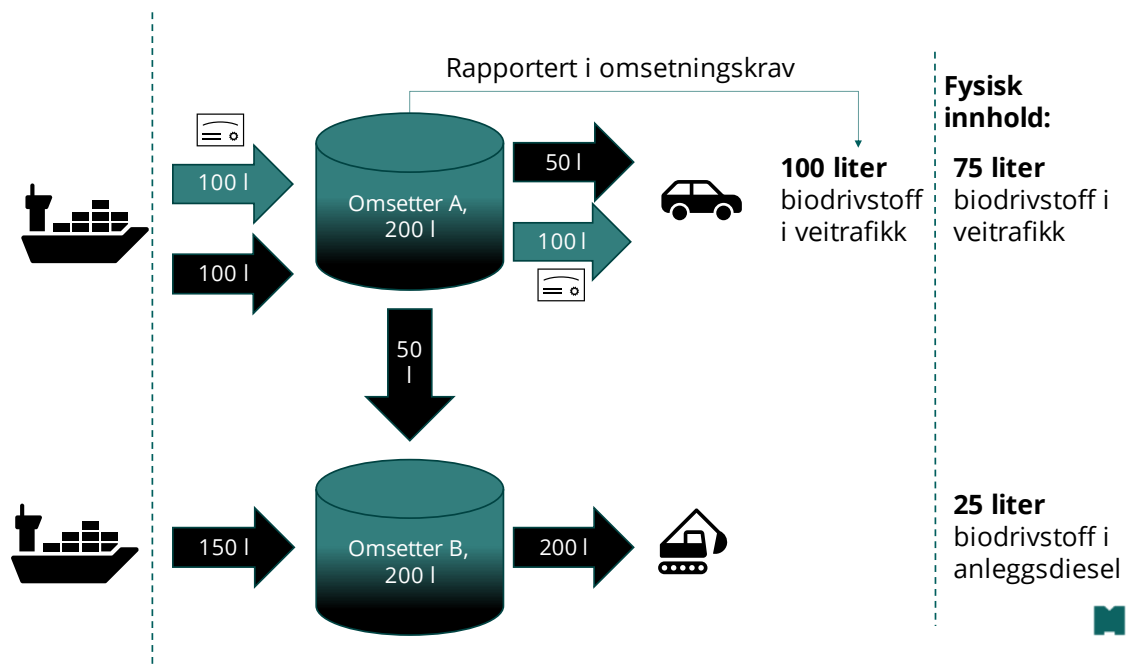 Rapportert i omsetningskrav
Fysisk
innhold:
100 l
100 l
Omsetter A,
200 l
50 l
100 l
100 liter
biodrivstoff
i veitrafikk
75 liter
biodrivstoff i
veitrafikk
50
l
150 l
Omsetter B,
200 l
200 l
25 liter
biodrivstoff i
anleggsdiesel